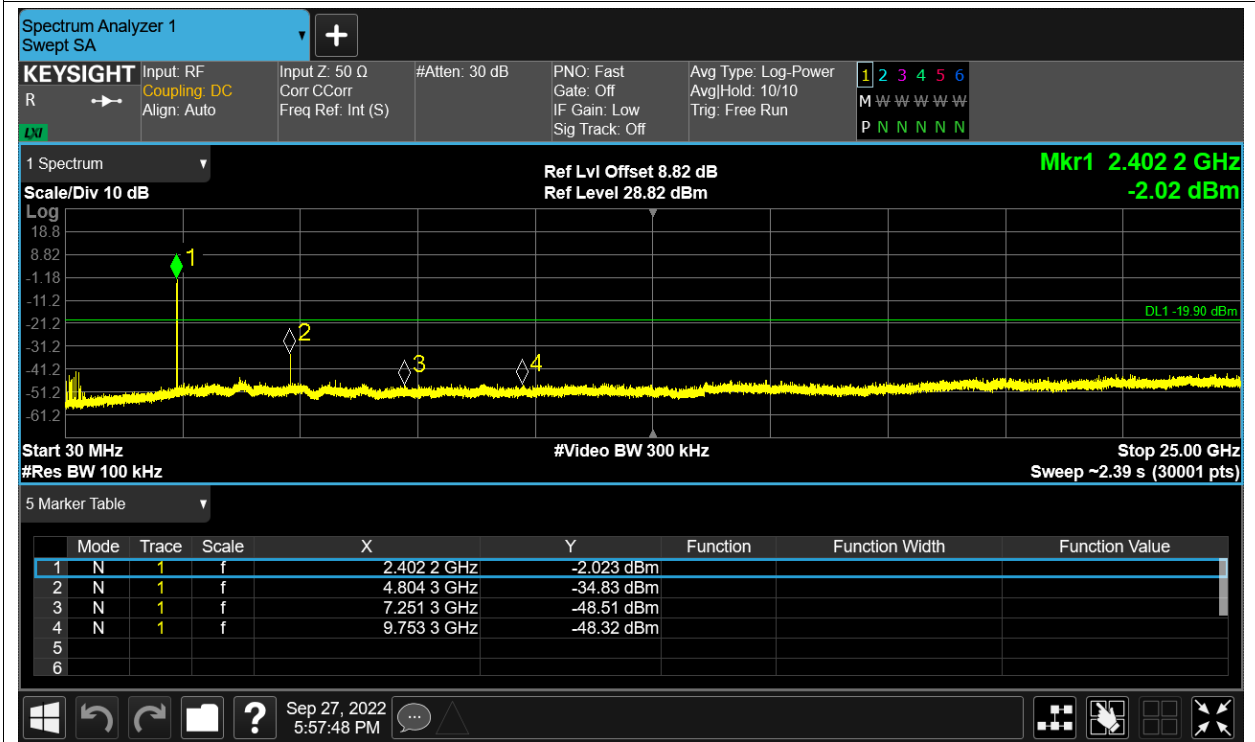 Spectrum Analyzer 1
Swept SA
KEYSIGHT Input: RF Input Z: 50 Ω #Atten: 30 dB PNO: Fast Avg Type: Log-Power 1 2 3 4 5 6
R Coupling: DC Corr CCorr Gate: Off Avg|Hold: 10/10 M W W W W W
Align: Auto Freq Ref: Int (S) IF Gain: Low Trig: Free Run
LXI Sig Track: Off P N N N N N
1 Spectrum Ref Lvl Offset 8.82 dB Mkr1 2.402 2 GHz
Scale/Div 10 dB Ref Level 28.82 dBm -2.02 dBm
Log
18.8
8.82 1
-1.18
-11.2
DL1 -19.90 dBm
-21.2
2
-31.2
3 4
-41.2
-51.2
-61.2
Start 30 MHz #Video BW 300 kHz Stop 25.00 GHz
#Res BW 100 kHz Sweep ~2.39 s (30001 pts)
5 Marker Table
Mode Trace Scale X Y Function Function Width Function Value
1 N 1 f 2.402 2 GHz -2.023 dBm
2 N 1 f 4.804 3 GHz -34.83 dBm
3 N 1 f 7.251 3 GHz -48.51 dBm
4 N 1 f 9.753 3 GHz -48.32 dBm
5
6
? Sep 27, 2022
5:57:48 PM